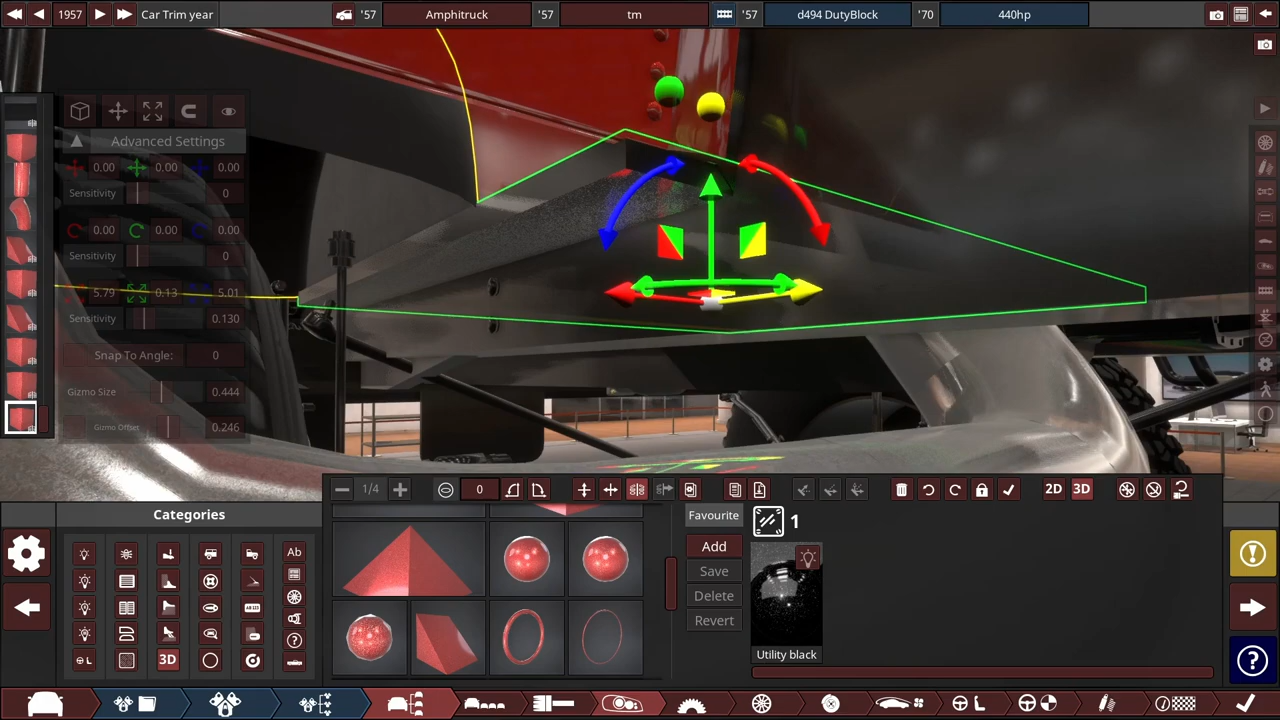 1957 Car Trim year '57 Amphitruck '57 tm '57 d494 DutyBlock '70 440hp
Advanced Settings
0.00 0.00 0.00
Sensitivity 0
0.00 0.00 0.00
Sensitivity 0
5.79 0.13 5.01
Sensitivity 0.130
Snap To Angle: 0
Gizmo Size 0.444
Gizmo Offset 0.246
1/4 0 2D 3D
Categories
Ab
L
3D
Favourite
Add
Save
Delete
Revert
1
Utility black